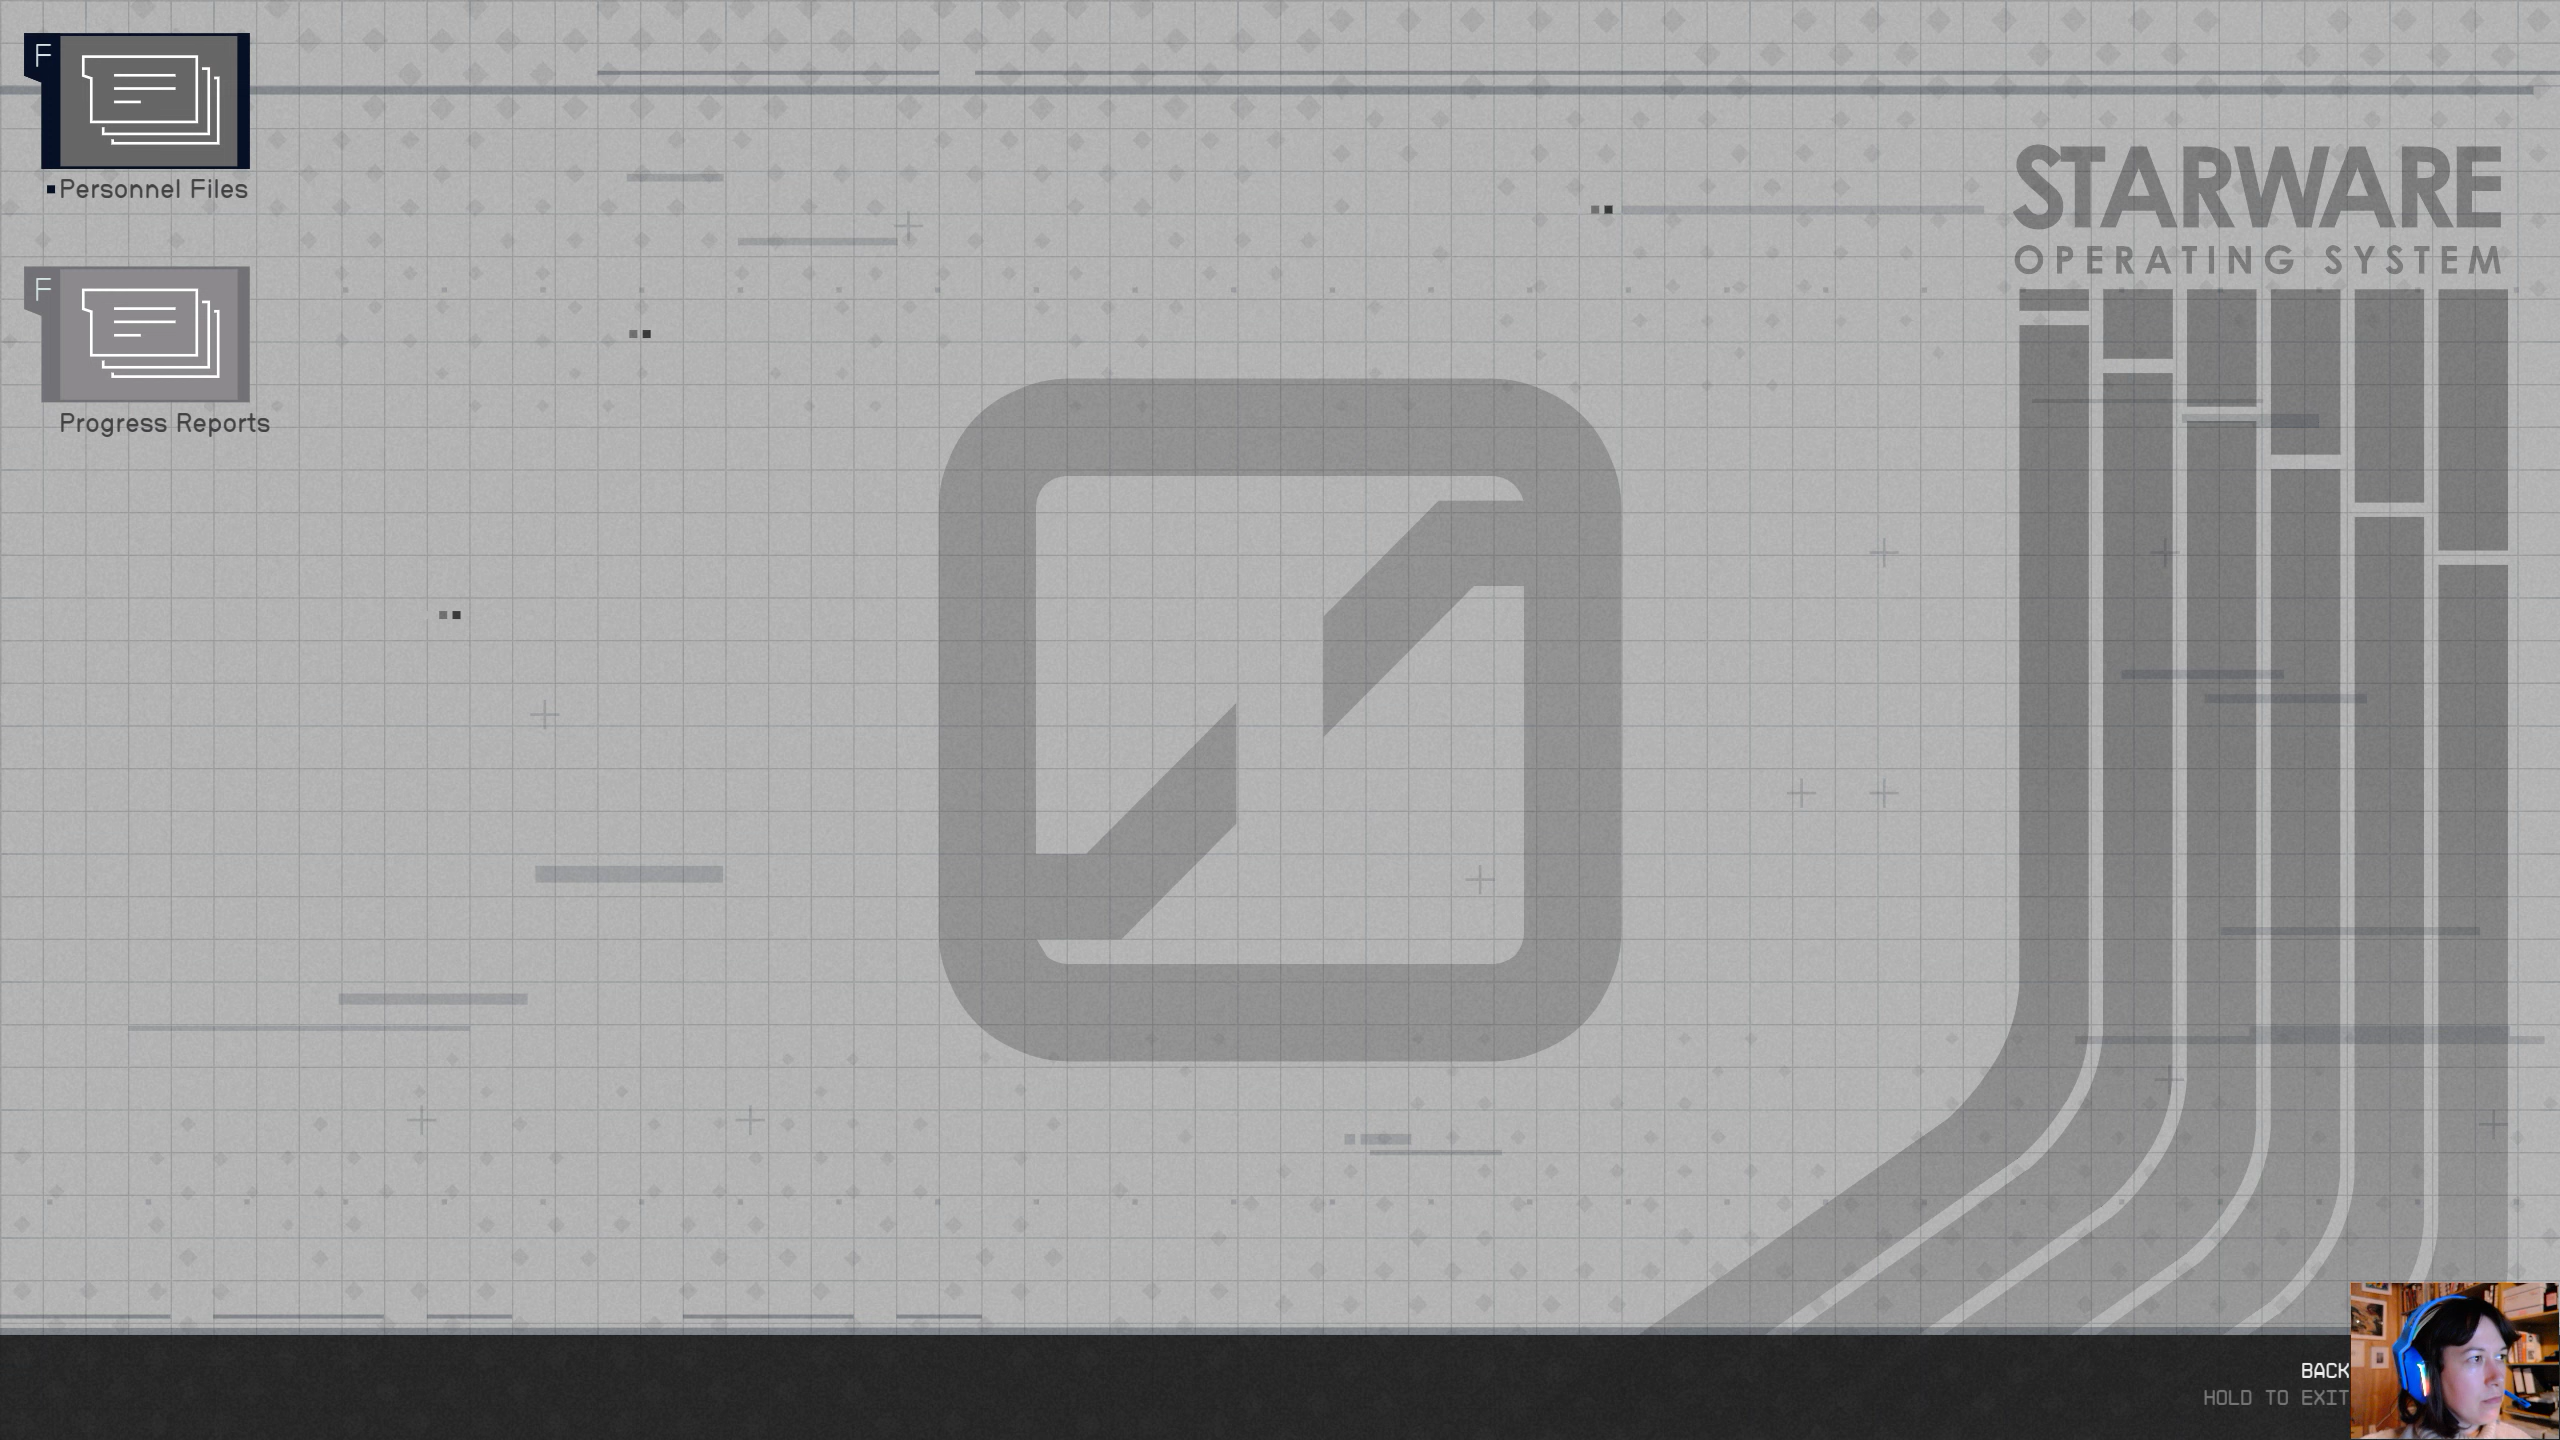 F
Personnel Files
F
Progress Reports
STARWARE
OPERATING SYSTEM
BACK
HOLD TO EXIT